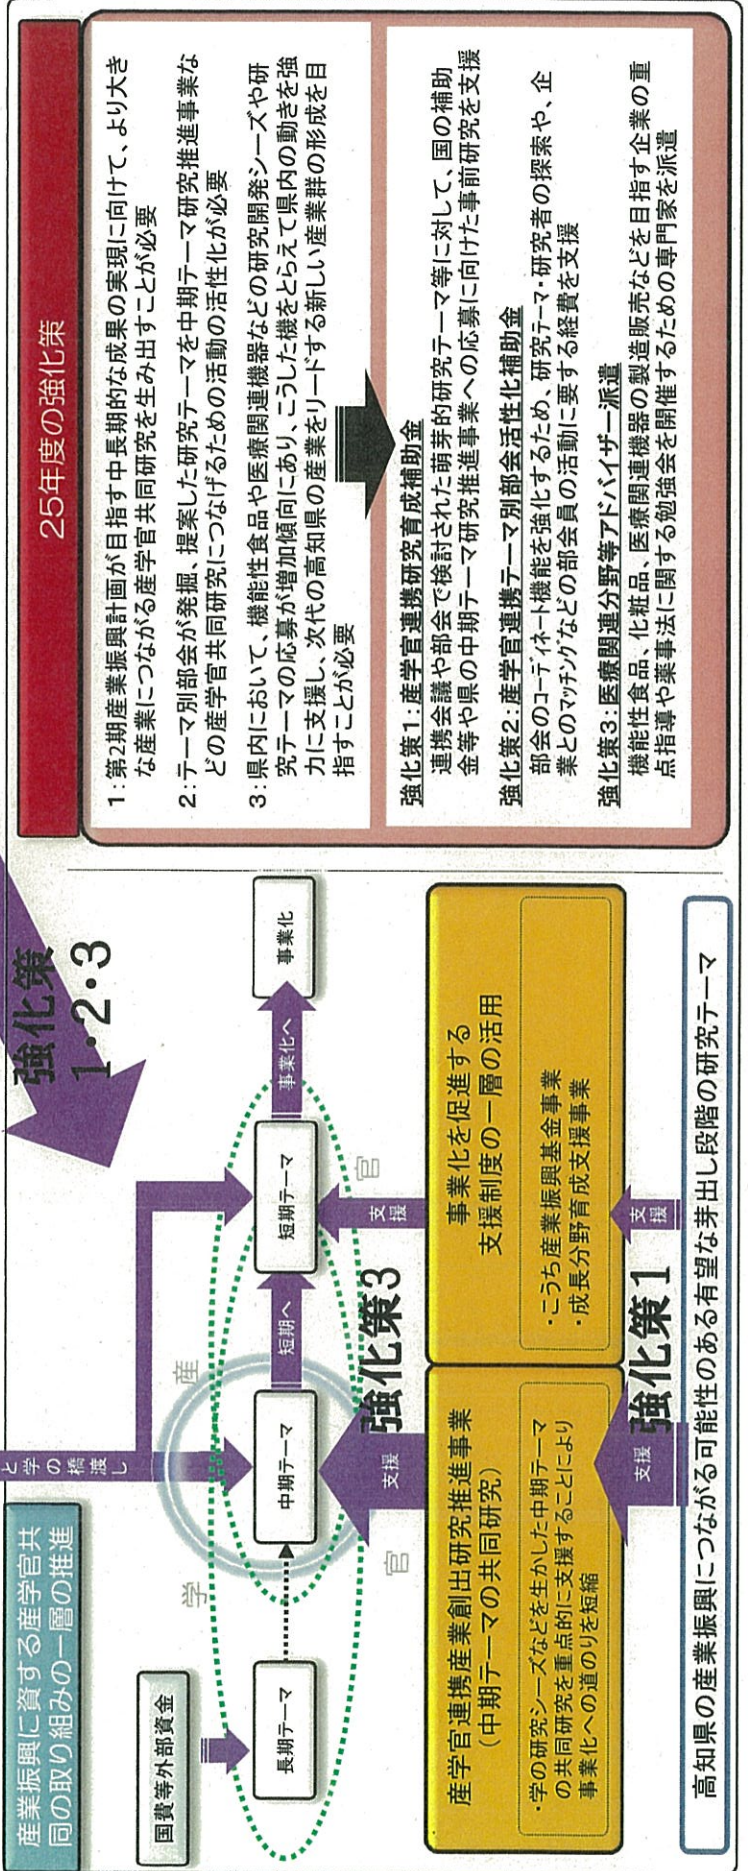 産業振興に資する産学官共
同の取り組みの一層の推進
と学の橋渡し
強化策
1・2・3
国費等外部資金
学
産
長期テーマ
中期テーマ
短期へ
短期テーマ
事業化へ
事業化
官
支援
強化策3
支援
官
産学官連携産業創出研究推進事業
(中期テーマの共同研究)
・学の研究シーズなどを生かした中期テーマ
の共同研究を重点的に支援することにより
事業化への道のりを短縮
事業化を促進する
支援制度の一層の活用
・こうち産業振興基金事業
・成長分野育成支援事業
支援
強化策1
支援
高知県の産業振興につながる可能性のある有望な芽出し段階の研究テーマ
25年度の強化策
1:第2期産業振興計画が目指す中長期的な成果の実現に向けて、より大き
な産業につながる産学官共同研究を生み出すことが必要
2:テーマ別部会が発掘、提案した研究テーマを中期テーマ研究推進事業な
どの産学官共同研究につなげるための活動の活性化が必要
3:県内において、機能性食品や医療関連機器などの研究開発シーズや研
究テーマの応募が増加傾向にあり、こうした機をとらえて県内の動きを強
力に支援し、次代の高知県の産業をリードする新しい産業群の形成を目
指すことが必要
強化策1:産学官連携研究育成補助金
連携会議や部会で検討された萌芽的研究テーマ等に対して、国の補助
金等や県の中期テーマ研究推進事業への応募に向けた事前研究を支援
強化策2:産学官連携テーマ別部会活性化補助金
部会のコーディネート機能を強化するため、研究テーマ・研究者の探索や、企
業とのマッチングなどの部会員の活動に要する経費を支援
強化策3:医療関連分野等アドバイザー派遣
機能性食品、化粧品、医療関連機器の製造販売などを目指す企業の重
点指導や薬事法に関する勉強会を開催するための専門家を派遣